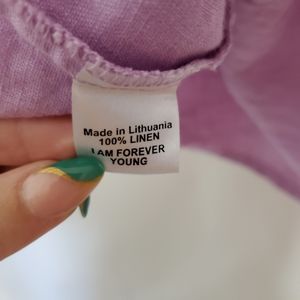 Made in Lithuania
100% LINEN
I AM FOREVER
YOUNG